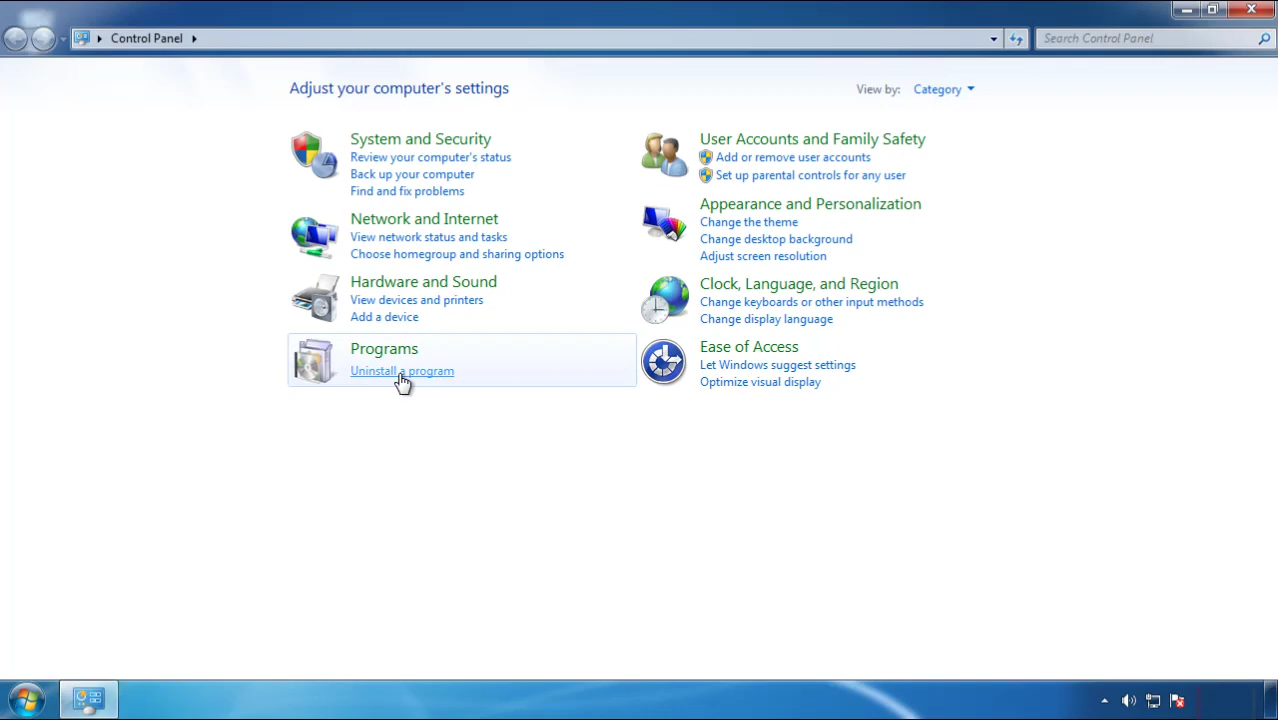 Control Panel
Search Control Panel
Adjust your computer's settings
View by: Category
System and Security
Review your computer's status
Back up your computer
Find and fix problems
Network and Internet
View network status and tasks
Choose homegroup and sharing options
Hardware and Sound
View devices and printers
Add a device
Programs
Uninstall a program
User Accounts and Family Safety
Add or remove user accounts
Set up parental controls for any user
Appearance and Personalization
Change the theme
Change desktop background
Adjust screen resolution
Clock, Language, and Region
Change keyboards or other input methods
Change display language
Ease of Access
Let Windows suggest settings
Optimize visual display